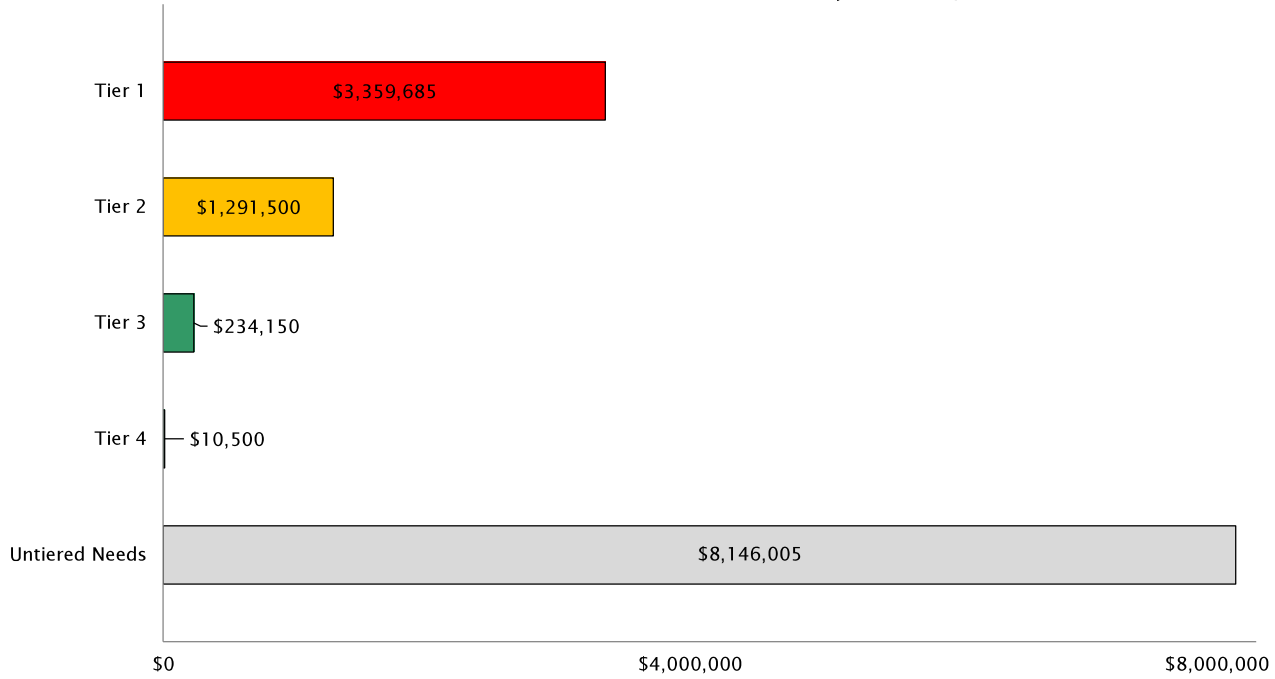 Tier 1
$3,359,685
Tier 2
$1,291,500
Tier 3
$234,150
Tier 4
$10,500
Untiered Needs
$8,146,005
$0
$4,000,000
$8,000,000